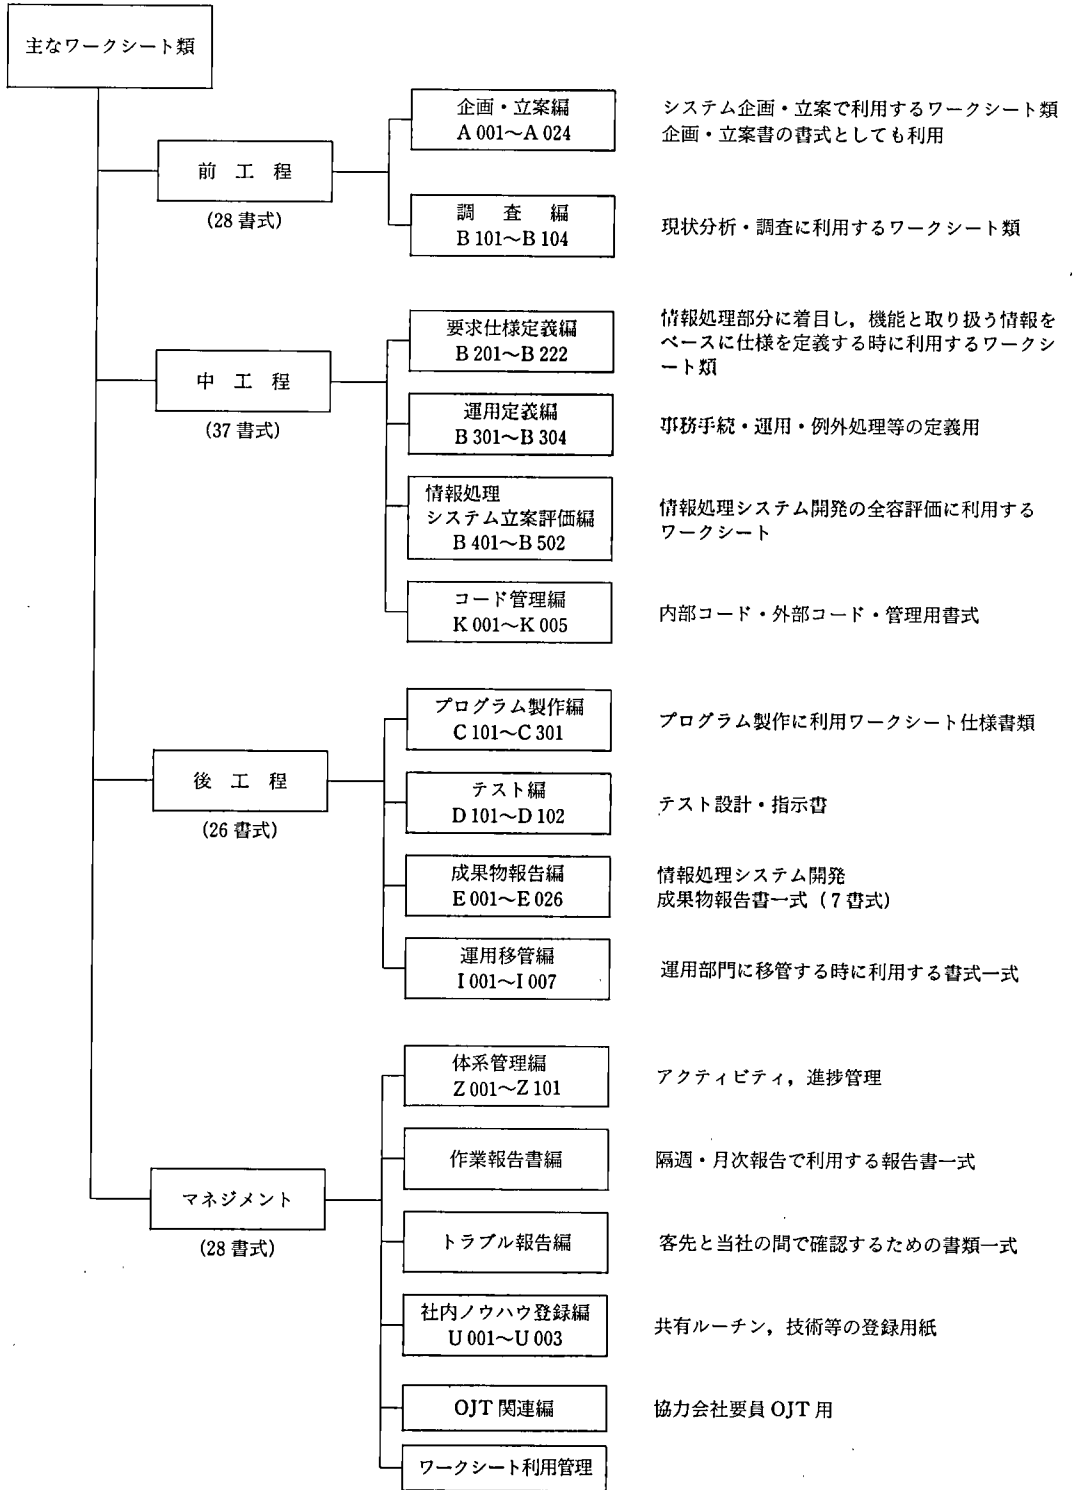 主なワークシート類
前工程
(28 書式)
企画・立案編
A 001～A 024
システム企画・立案で利用するワークシート類
企画・立案書の書式としても利用
調査編
B 101～B 104
現状分析・調査に利用するワークシート類
中工程
(37 書式)
要求仕様定義編
B 201～B 222
情報処理部分に着目し，機能と取り扱う情報を
ベースに仕様を定義する時に利用するワークシ
ート類
運用定義編
B 301～B 304
事務手続・運用・例外処理等の定義用
情報処理
システム立案評価編
B 401～B 502
情報処理システム開発の全容評価に利用する
ワークシート
コード管理編
K 001～K 005
内部コード・外部コード・管理用書式
後工程
(26 書式)
プログラム製作編
C 101～C 301
プログラム製作に利用ワークシート仕様書類
テスト編
D 101～D 102
テスト設計・指示書
成果物報告編
E 001～E 026
情報処理システム開発
成果物報告書一式（7 書式）
運用移管編
I 001～I 007
運用部門に移管する時に利用する書式一式
マネジメント
(28 書式)
体系管理編
Z 001～Z 101
アクティビティ，進捗管理
作業報告書編
隔週・月次報告で利用する報告書一式
トラブル報告編
客先と当社の間で確認するための書類一式
社内ノウハウ登録編
U 001～U 003
共有ルーチン，技術等の登録用紙
OJT 関連編
協力会社要員 OJT 用
ワークシート利用管理